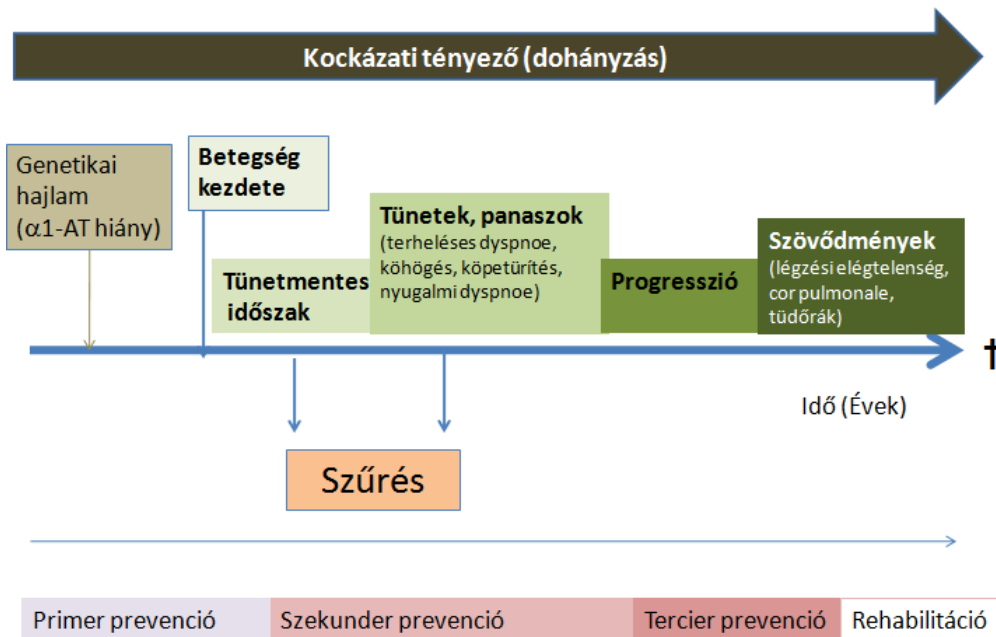 Kockázati tényező (dohányzás)
Genetikai
hajlam
(α1-AT hiány)
Betegség
kezdete
Tünetmentes
időszak
Tünetek, panaszok
(terheléses dyspnoe,
köhögés, köpetürítés,
nyugalmi dyspnoe)
Progresszió
Szövődmények
(légzési elégtelenség,
cor pulmonale,
tüdőrák)
†
Idő (Évek)
Szűrés
Primer prevenció
Szekunder prevenció
Tercier prevenció
Rehabilitáció